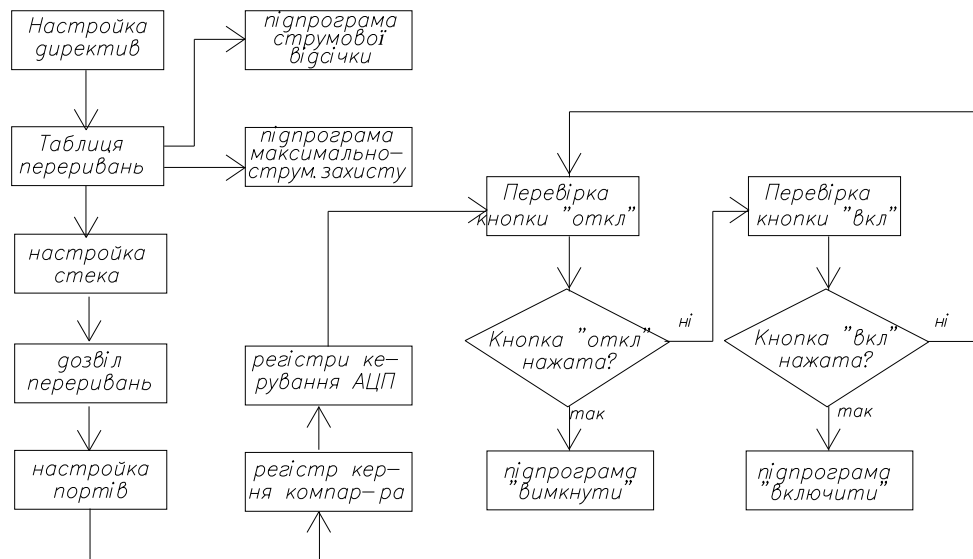 Настройка
директив
підпрограма
струмової
відсічки
Таблиця
переривань
підпрограма
максимально–
струм.захисту
настройка
стека
дозвіл
переривань
настройка
портів
регістри ке–
рування АЦП
регістр кер–
ня компар–ра
Перевірка
кнопки "откл"
Кнопка "откл"
нажата?
ні
так
підпрограма
"вимкнути"
Перевірка
кнопки "вкл"
Кнопка "вкл"
нажата?
ні
так
підпрограма
"включити"